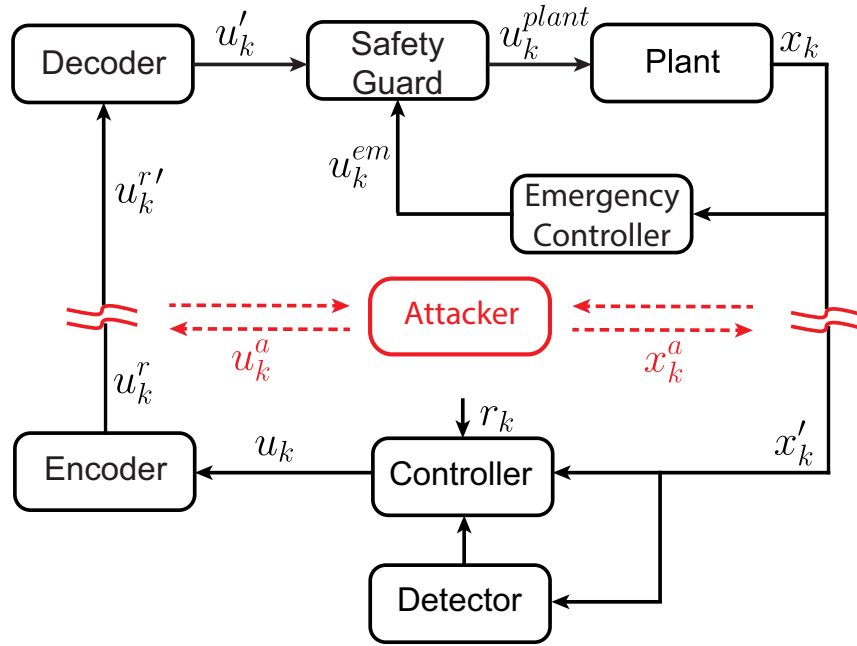 Decoder
u'_k
Safety
Guard
u_k^{plant}
Plant
x_k
u_k^{em}
u_k^{r'}
Emergency
Controller
Attacker
u_k^a
x_k^a
u_k^r
r_k
Encoder
u_k
Controller
x'_k
Detector